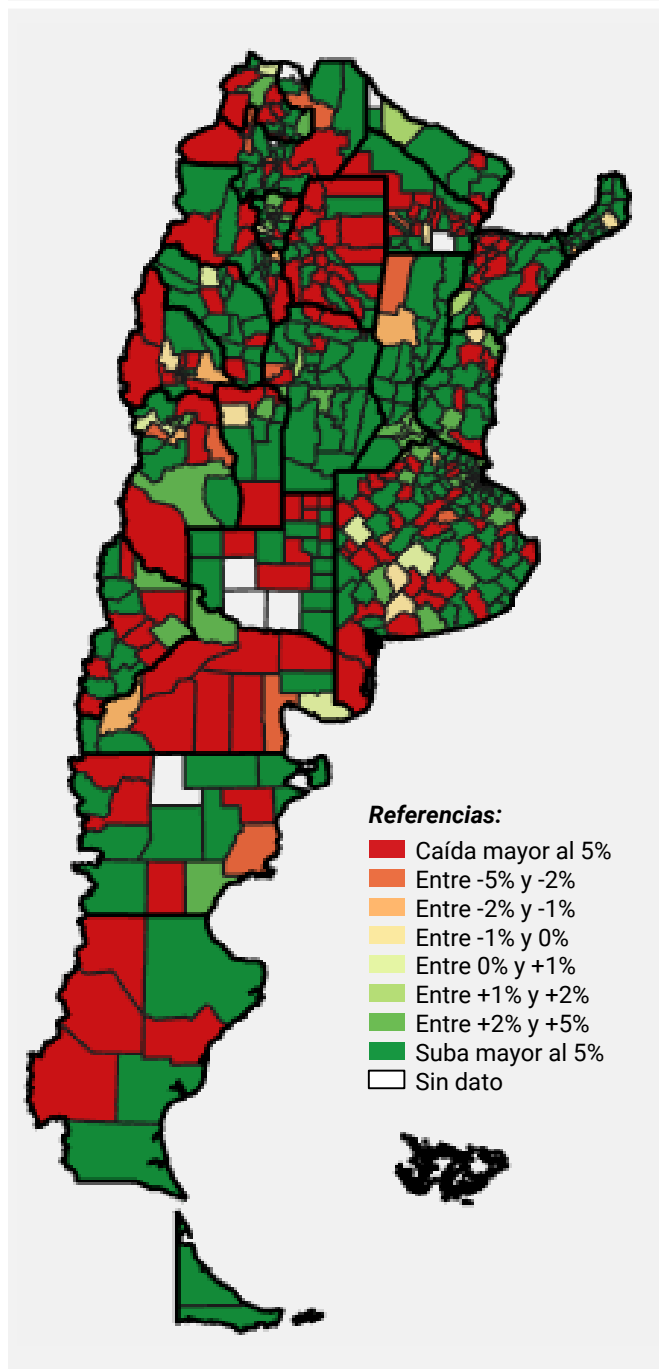 Referencias:
Caída mayor al 5%
Entre -5% y -2%
Entre -2% y -1%
Entre -1% y 0%
Entre 0% y +1%
Entre +1% y +2%
Entre +2% y +5%
Suba mayor al 5%
Sin dato